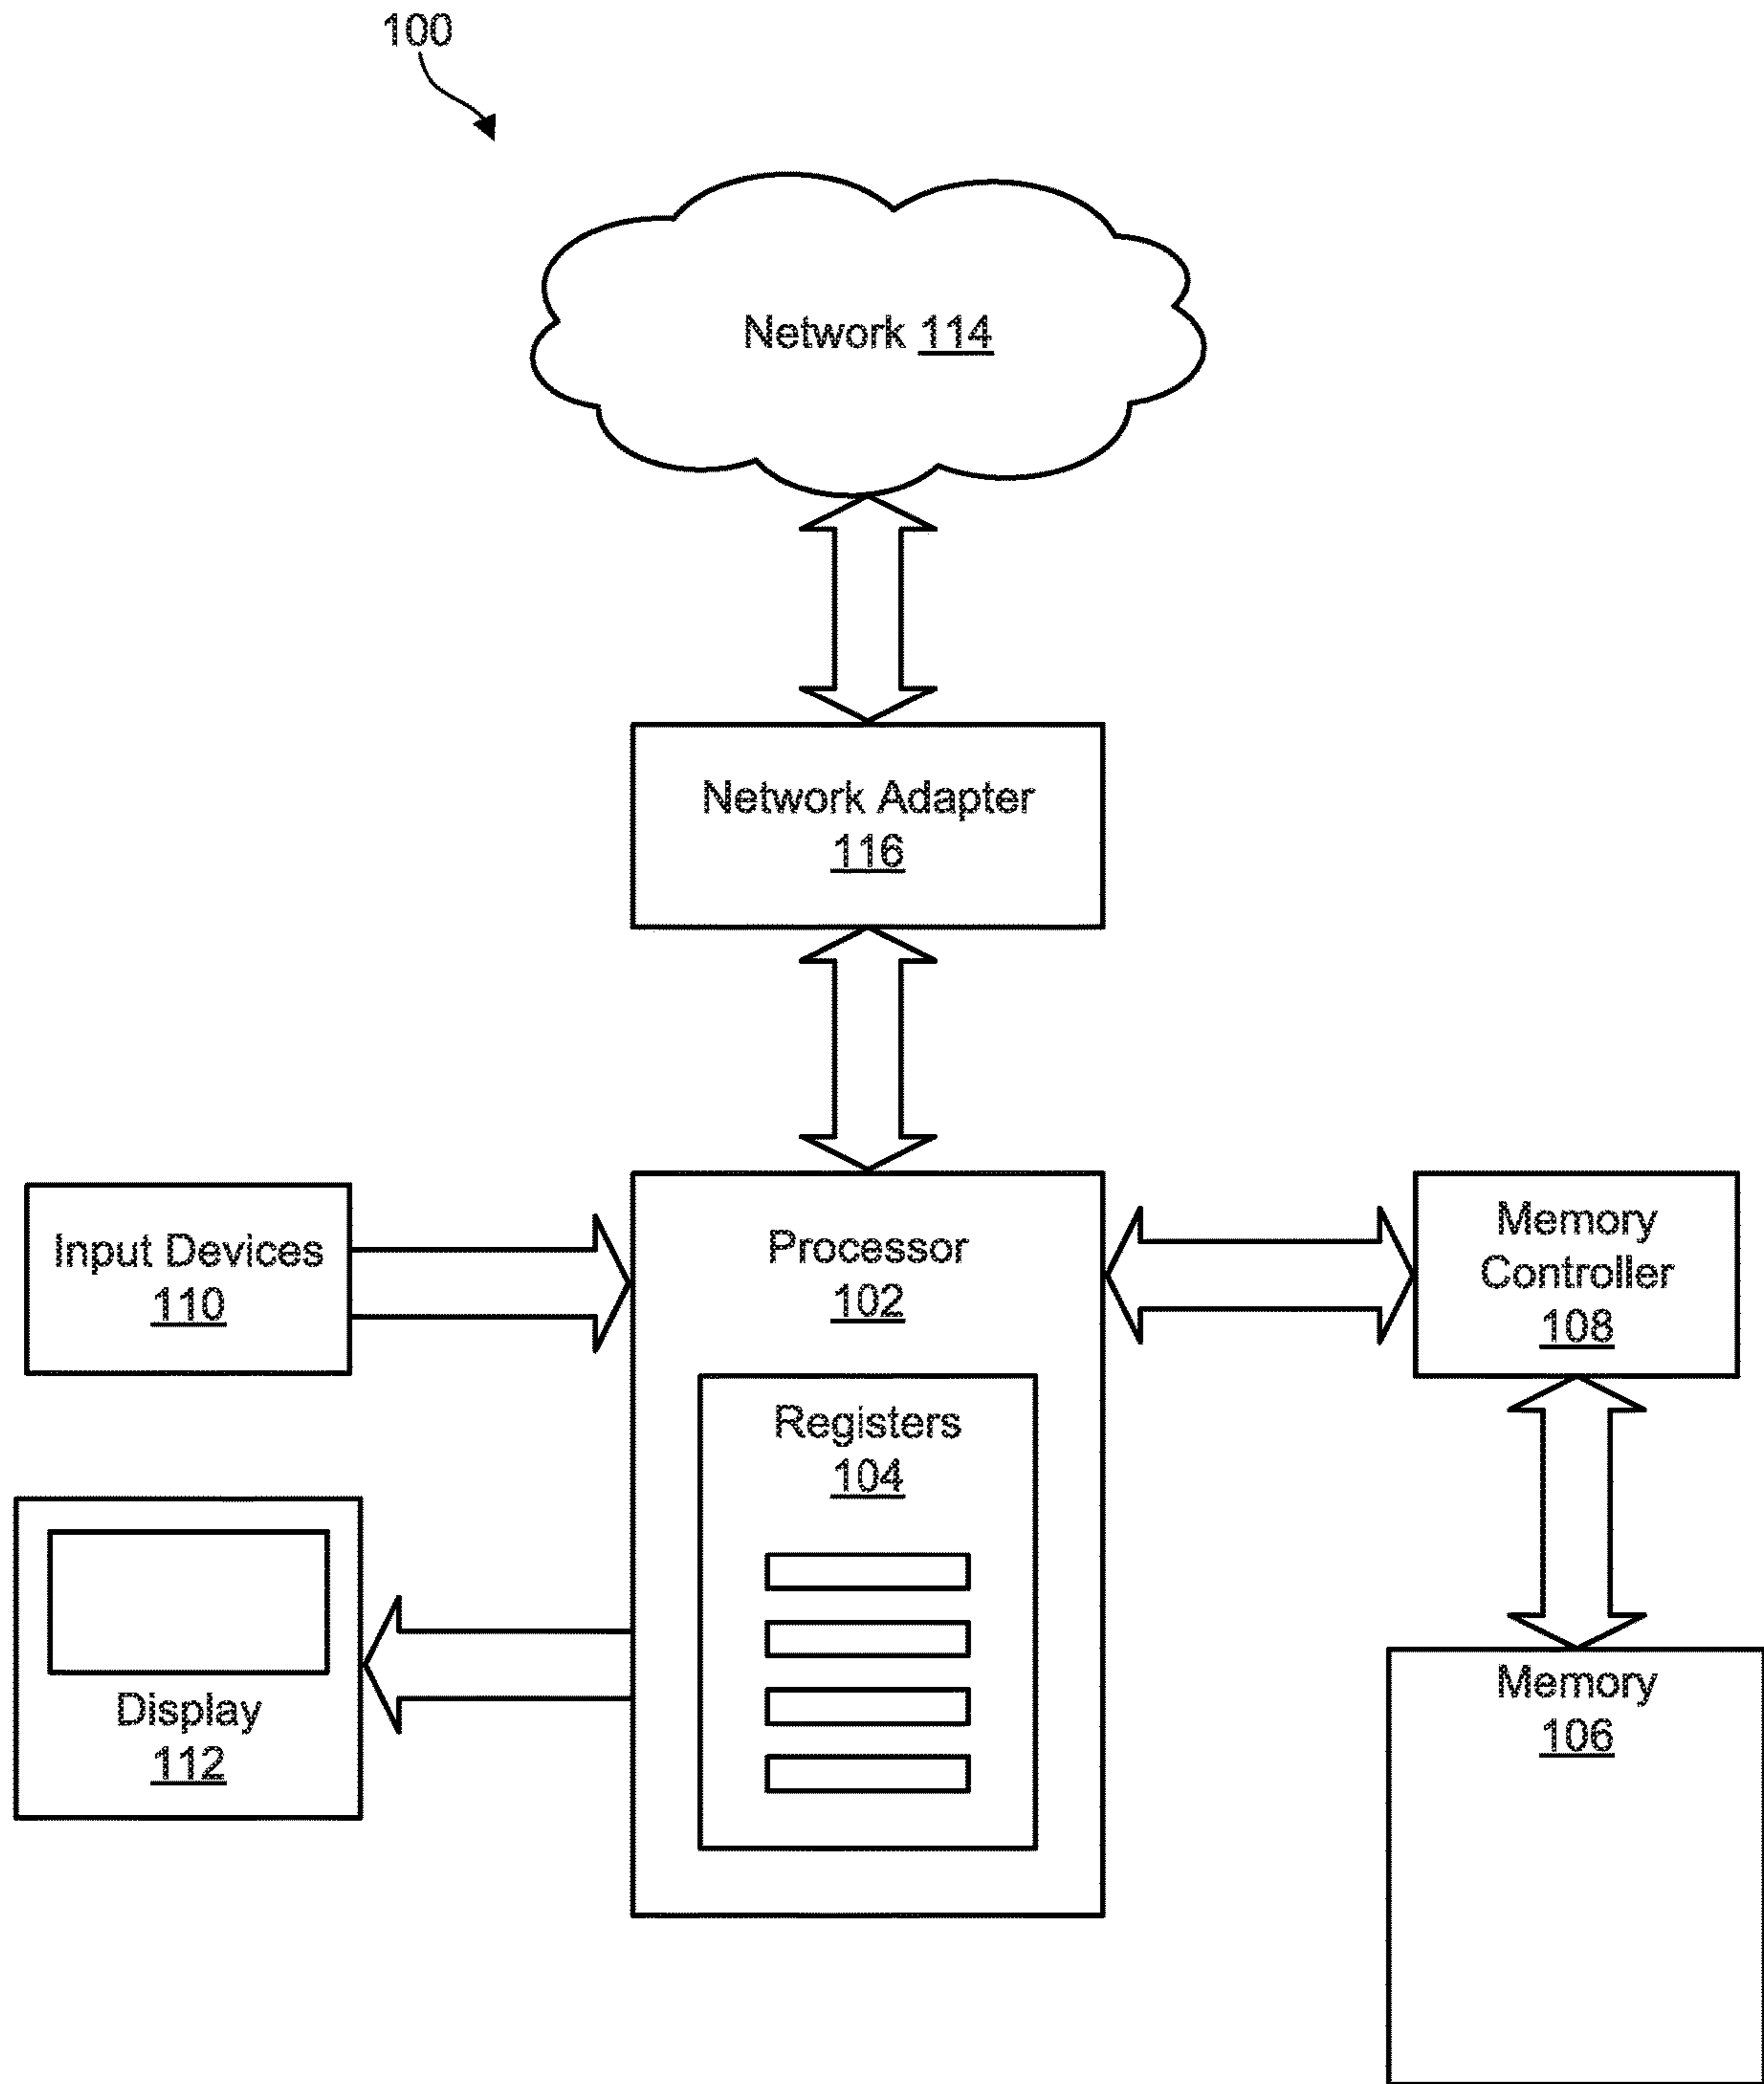 100
Network 114
Network Adapter
116
Input Devices
110
Processor
102
Memory
Controller
108
Registers
104
Display
112
Memory
106